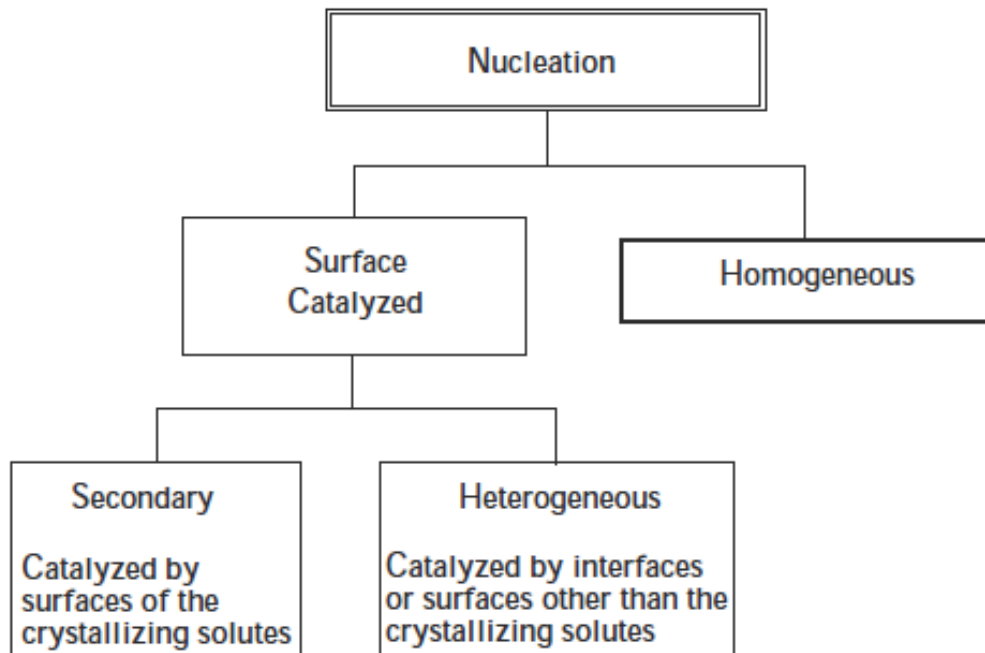 Nucleation
Surface
Catalyzed
Homogeneous
Secondary
Catalyzed by
surfaces of the
crystallizing solutes
Heterogeneous
Catalyzed by interfaces
or surfaces other than the
crystallizing solutes